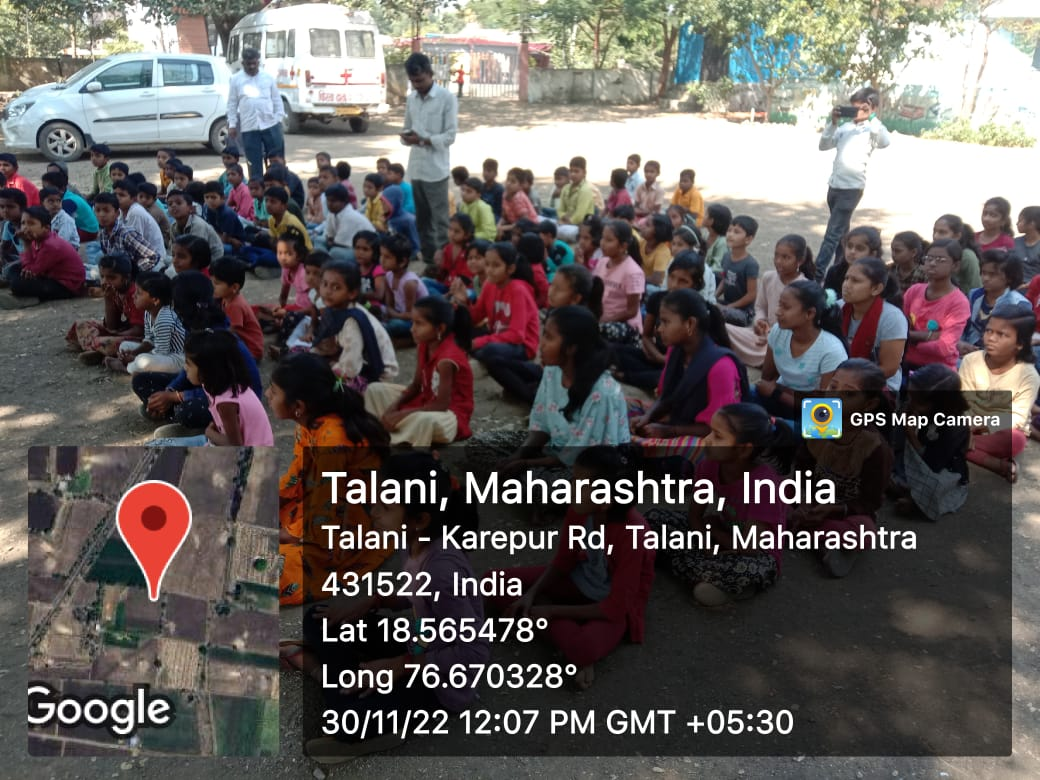 GPS Map Camera
Talani, Maharashtra, India
Talani - Karepur Rd, Talani, Maharashtra
431522, India
Lat 18.565478°
Long 76.670328°
30/11/22 12:07 PM GMT +05:30
Google